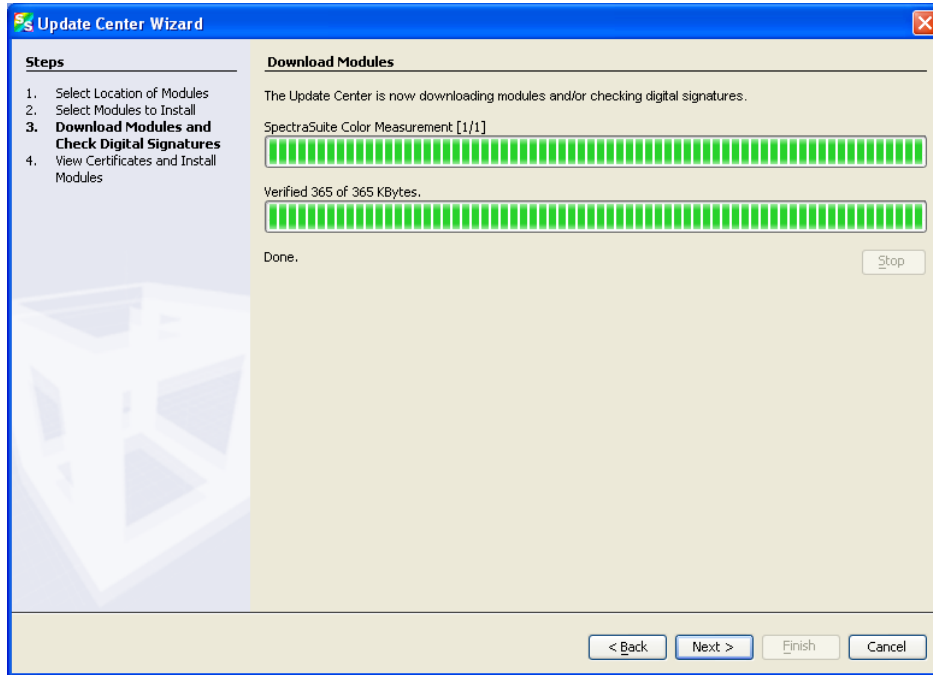 Update Center Wizard
Steps
1. Select Location of Modules
2. Select Modules to Install
3. Download Modules and
Check Digital Signatures
4. View Certificates and Install
Modules
Download Modules
The Update Center is now downloading modules and/or checking digital signatures.
SpectraSuite Color Measurement [1/1]
Verified 365 of 365 KBytes.
Done.
Stop
< Back
Next >
Finish
Cancel